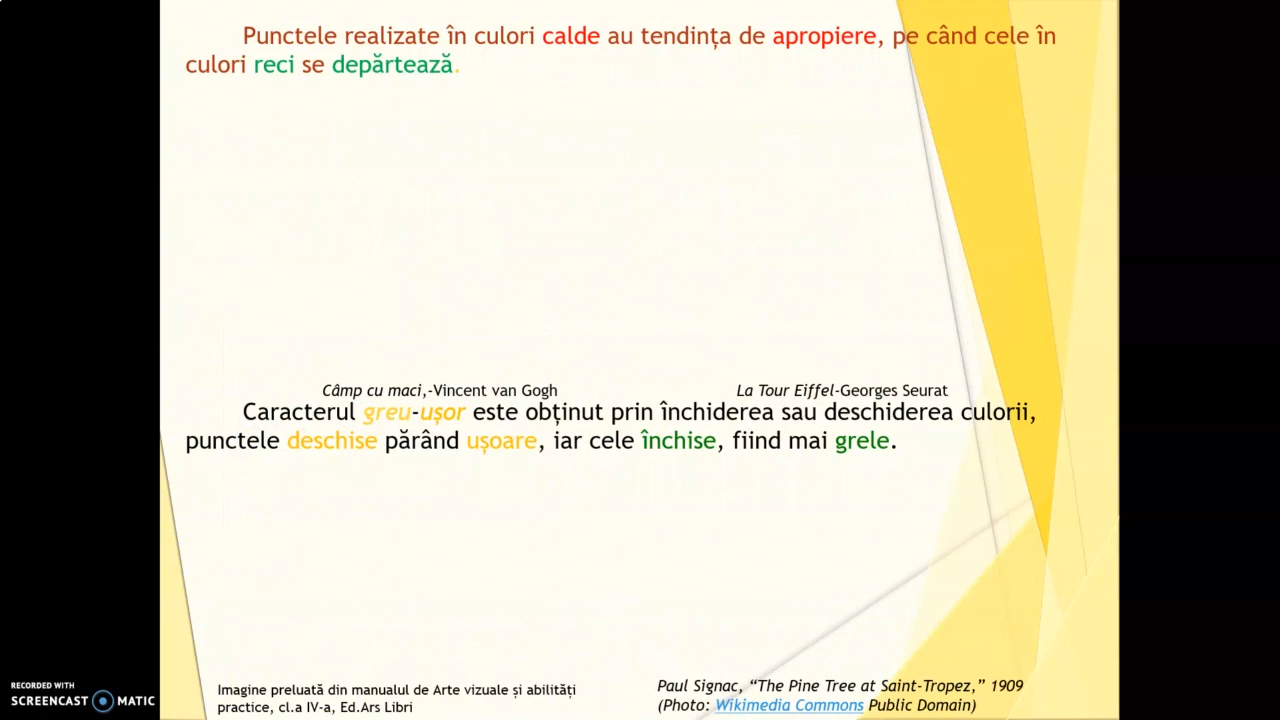 Punctele realizate în culori calde au tendința de apropiere, pe când cele în
culori reci se depărtează.
Câmp cu maci,-Vincent van Gogh
La Tour Eiffel-Georges Seurat
Caracterul greu-ușor este obținut prin închiderea sau deschiderea culorii,
punctele deschise părând ușoare, iar cele închise, fiind mai grele.
Imagine preluată din manualul de Arte vizuale și abilități
practice, cl.a IV-a, Ed.Ars Libri
Paul Signac, “The Pine Tree at Saint-Tropez,” 1909
(Photo: Wikimedia Commons Public Domain)
RECORDED WITH
SCREENCAST MATIC